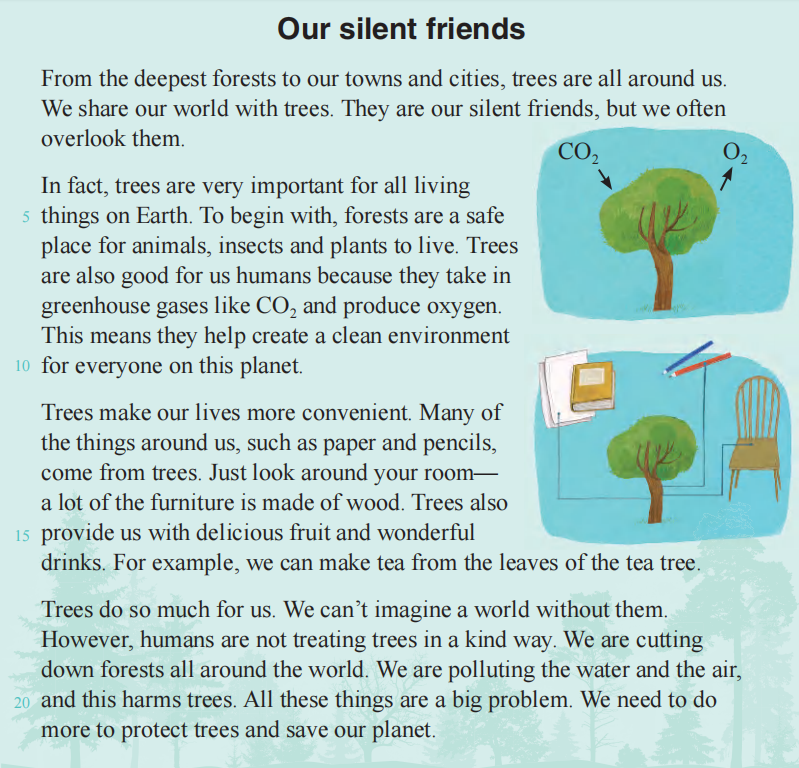 Our silent friends
From the deepest forests to our towns and cities, trees are all around us.
We share our world with trees. They are our silent friends, but we often
overlook them.
CO₂
O₂
In fact, trees are very important for all living
5 things on Earth. To begin with, forests are a safe
place for animals, insects and plants to live. Trees
are also good for us humans because they take in
greenhouse gases like CO₂ and produce oxygen.
This means they help create a clean environment
10 for everyone on this planet.
Trees make our lives more convenient. Many of
the things around us, such as paper and pencils,
come from trees. Just look around your room—
a lot of the furniture is made of wood. Trees also
15 provide us with delicious fruit and wonderful
drinks. For example, we can make tea from the leaves of the tea tree.
Trees do so much for us. We can’t imagine a world without them.
However, humans are not treating trees in a kind way. We are cutting
down forests all around the world. We are polluting the water and the air,
20 and this harms trees. All these things are a big problem. We need to do
more to protect trees and save our planet.